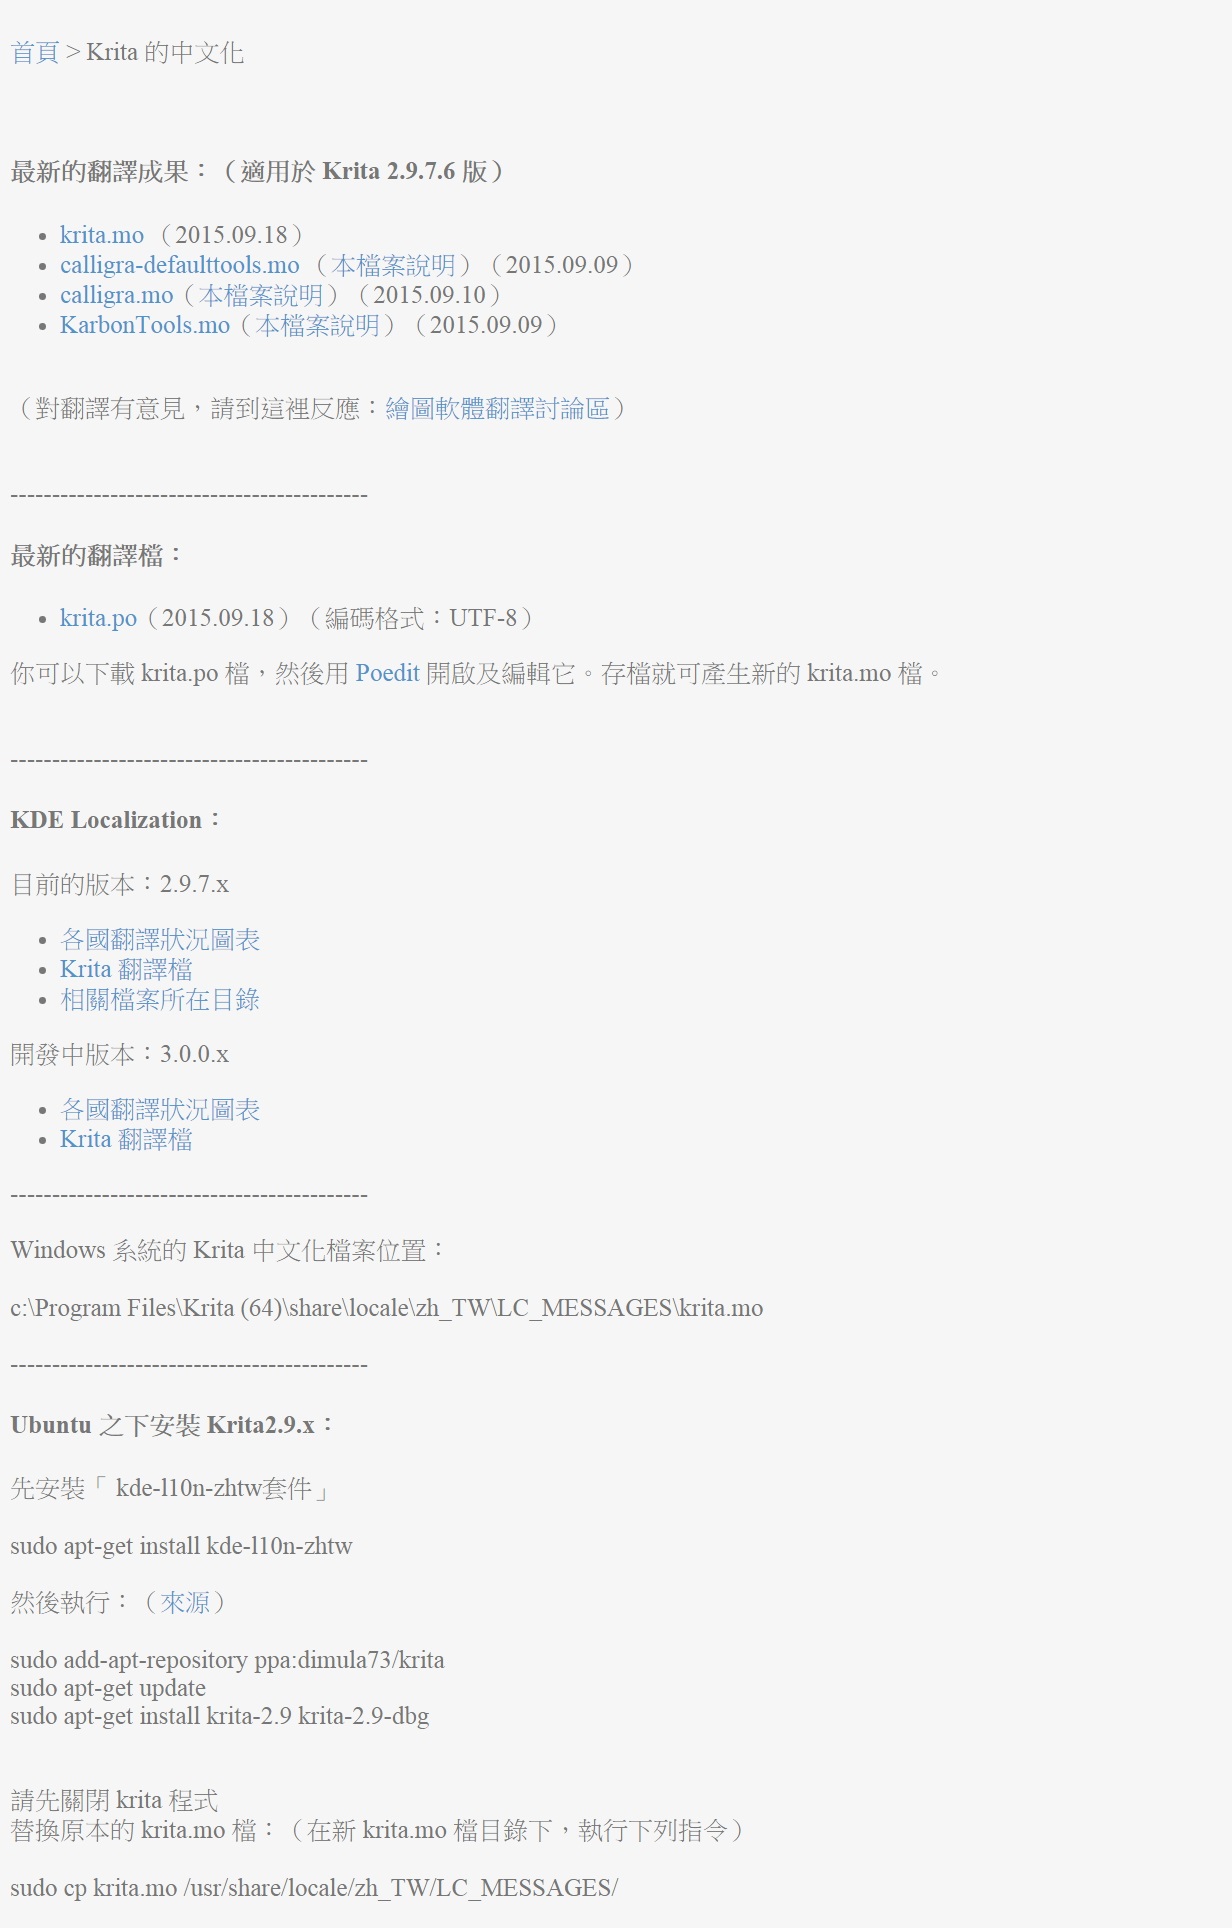 首頁 > Krita 的中文化
最新的翻譯成果：（適用於 Krita 2.9.7.6 版）
• krita.mo （2015.09.18）
• calligra-defaulttools.mo （本檔案說明）（2015.09.09）
• calligra.mo（本檔案說明）（2015.09.10）
• KarbonTools.mo（本檔案說明）（2015.09.09）
（對翻譯有意見，請到這裡反應：繪圖軟體翻譯討論區）
-------------------------------------------
最新的翻譯檔：
• krita.po（2015.09.18）（編碼格式：UTF-8）
你可以下載 krita.po 檔，然後用 Poedit 開啟及編輯它。存檔就可產生新的 krita.mo 檔。
-------------------------------------------
KDE Localization：
目前的版本：2.9.7.x
• 各國翻譯狀況圖表
• Krita 翻譯檔
• 相關檔案所在目錄
開發中版本：3.0.0.x
• 各國翻譯狀況圖表
• Krita 翻譯檔
-------------------------------------------
Windows 系統的 Krita 中文化檔案位置：
c:\Program Files\Krita (64)\share\locale\zh_TW\LC_MESSAGES\krita.mo
-------------------------------------------
Ubuntu 之下安裝 Krita2.9.x：
先安裝「 kde-l10n-zhtw套件」
sudo apt-get install kde-l10n-zhtw
然後執行：（來源）
sudo add-apt-repository ppa:dimula73/krita
sudo apt-get update
sudo apt-get install krita-2.9 krita-2.9-dbg
請先關閉 krita 程式
替換原本的 krita.mo 檔：（在新 krita.mo 檔目錄下，執行下列指令）
sudo cp krita.mo /usr/share/locale/zh_TW/LC_MESSAGES/